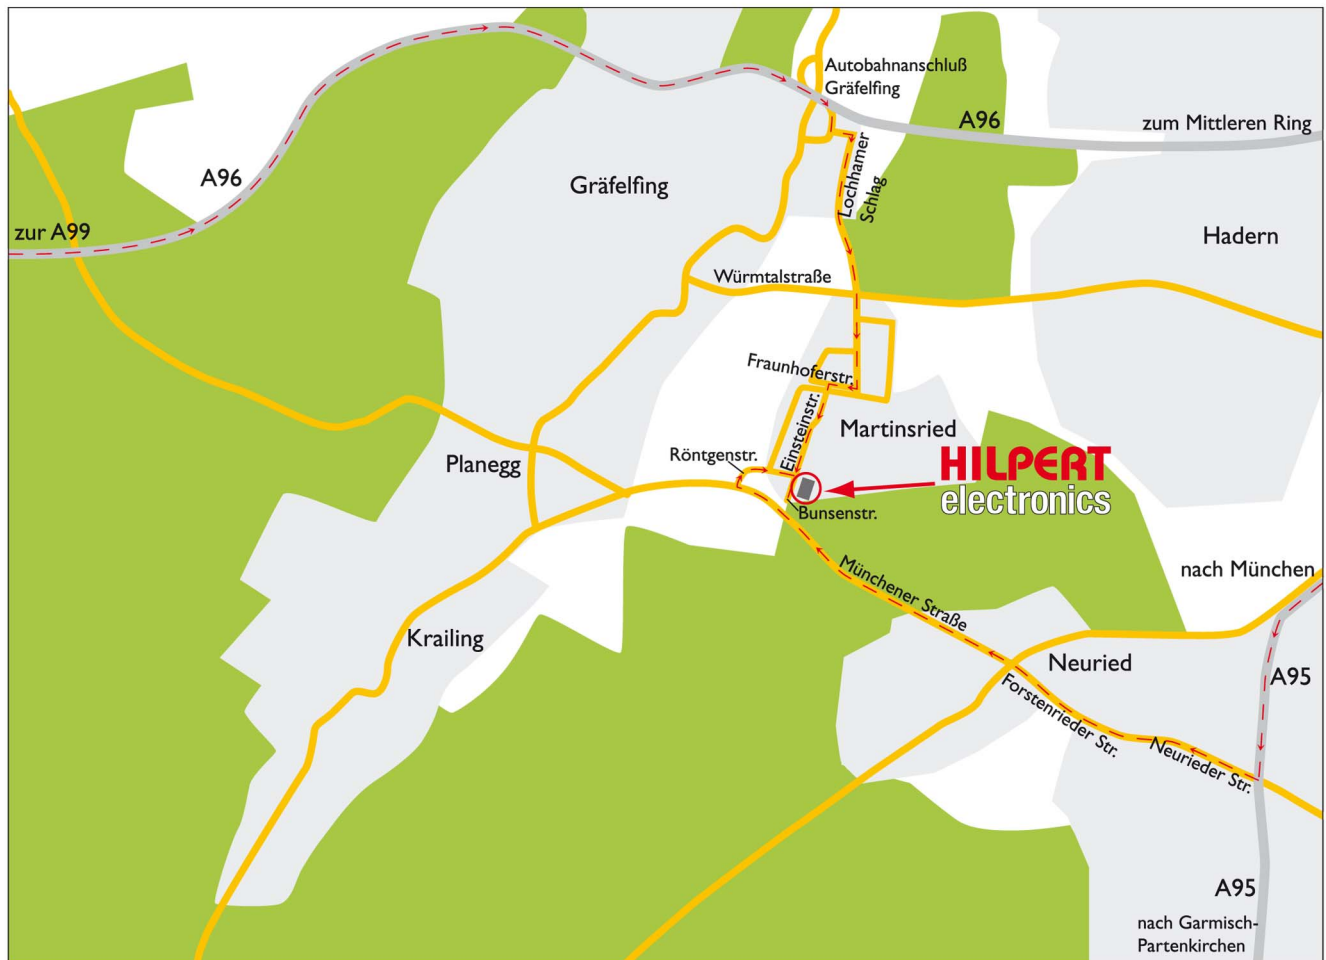 Autobahnanschluß
Gräfelfing
A96
zum Mittleren Ring
A96
Gräfelfing
Lochhamer
Schlag
zur A99
Hadern
Würmtalstraße
Fraunhoferstr.
Einsteinstr.
Martinsried
Röntgenstr.
Planegg
HILPERT
electronics
Bunsenstr.
nach München
Münchener Straße
Krailing
Neuried
A95
Forstenrieder Str.
Neurieder Str.
A95
nach Garmisch-
Partenkirchen